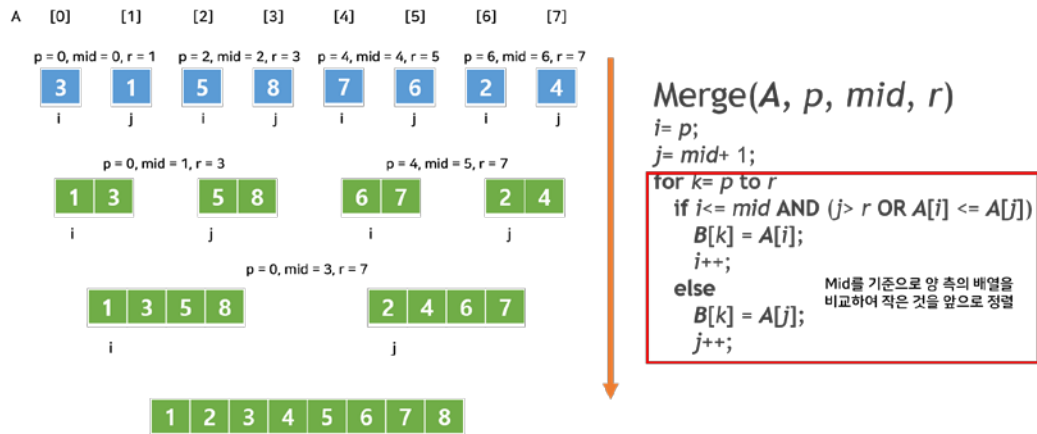 A [0] [1] [2] [3] [4] [5] [6] [7]
p = 0, mid = 0, r = 1 p = 2, mid = 2, r = 3 p = 4, mid = 4, r = 5 p = 6, mid = 6, r = 7
3 1 5 8 7 6 2 4
i j i j i j i j
p = 0, mid = 1, r = 3 p = 4, mid = 5, r = 7
1 3 5 8 6 7 2 4
i j i j
p = 0, mid = 3, r = 7
1 3 5 8 2 4 6 7
i j
1 2 3 4 5 6 7 8
Merge(A, p, mid, r)
i= p;
j= mid+ 1;
for k= p to r
if i<= mid AND (j> r OR A[i] <= A[j])
B[k] = A[i];
i++;
else
B[k] = A[j];
j++;
Mid를 기준으로 양 측의 배열을
비교하여 작은 것을 앞으로 정렬